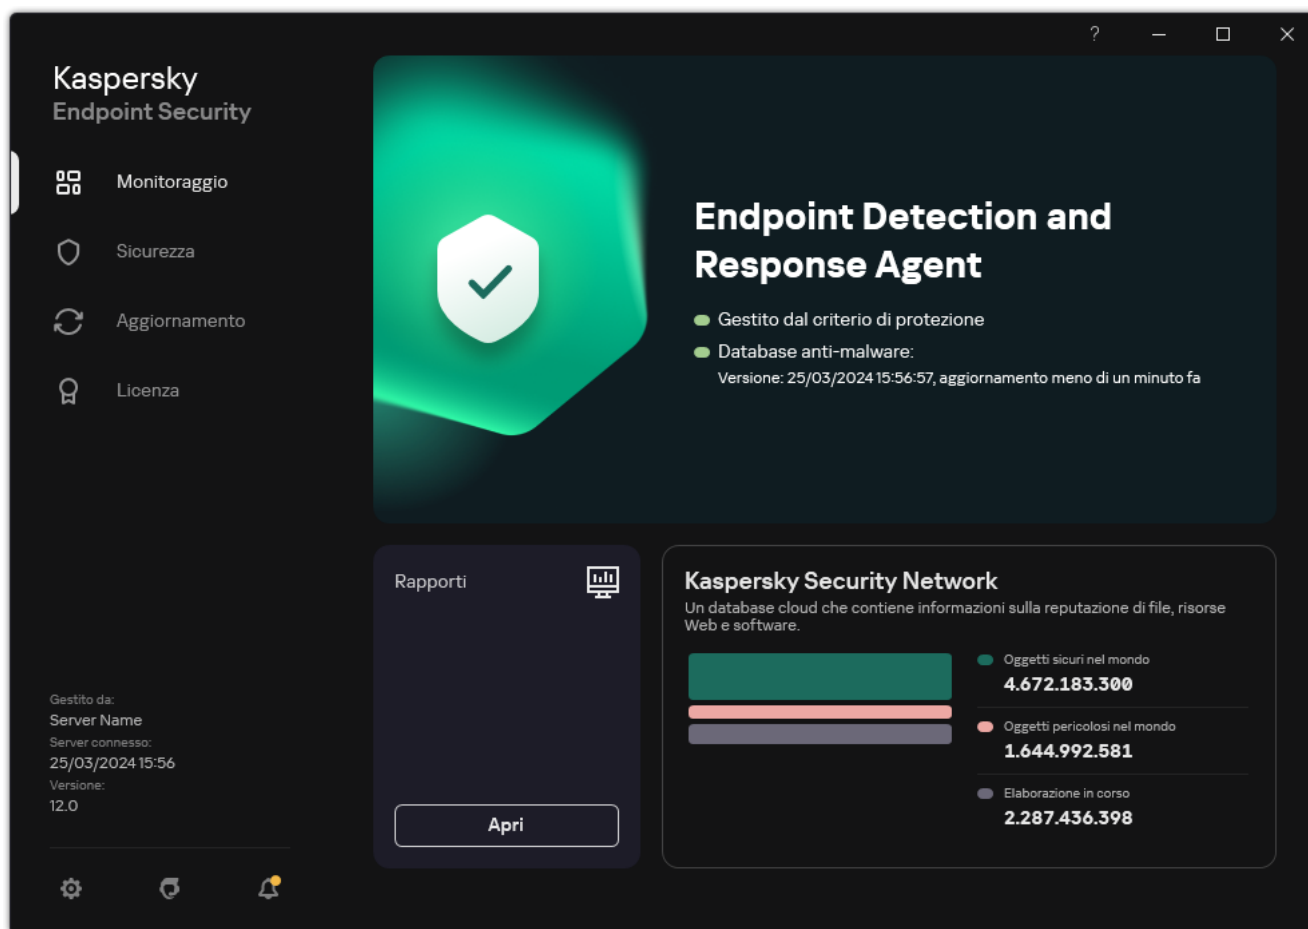 ?
Kaspersky
Endpoint Security
Monitoraggio
Sicurezza
Aggiornamento
Licenza
Gestito da:
Server Name
Server connesso:
25/03/2024 15:56
Versione:
12.0
Endpoint Detection and
Response Agent
Gestito dal criterio di protezione
Database anti-malware:
Versione: 25/03/2024 15:56:57, aggiornamento meno di un minuto fa
Rapporti
Apri
Kaspersky Security Network
Un database cloud che contiene informazioni sulla reputazione di file, risorse
Web e software.
Oggetti sicuri nel mondo
4.672.183.300
Oggetti pericolosi nel mondo
1.644.992.581
Elaborazione in corso
2.287.436.398